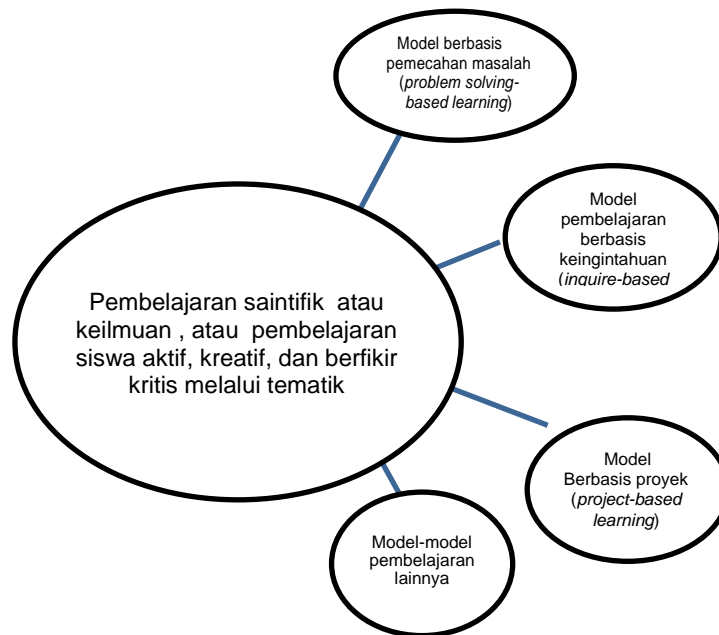 Model berbasis
pemecahan masalah
(problem solving-
based learning)
Model
pembelajaran
berbasis
keingintahuan
(inquire-based
Pembelajaran saintifik atau
keilmuan , atau pembelajaran
siswa aktif, kreatif, dan berfikir
kritis melalui tematik
Model
Berbasis proyek
(project-based
learning)
Model-model
pembelajaran
lainnya